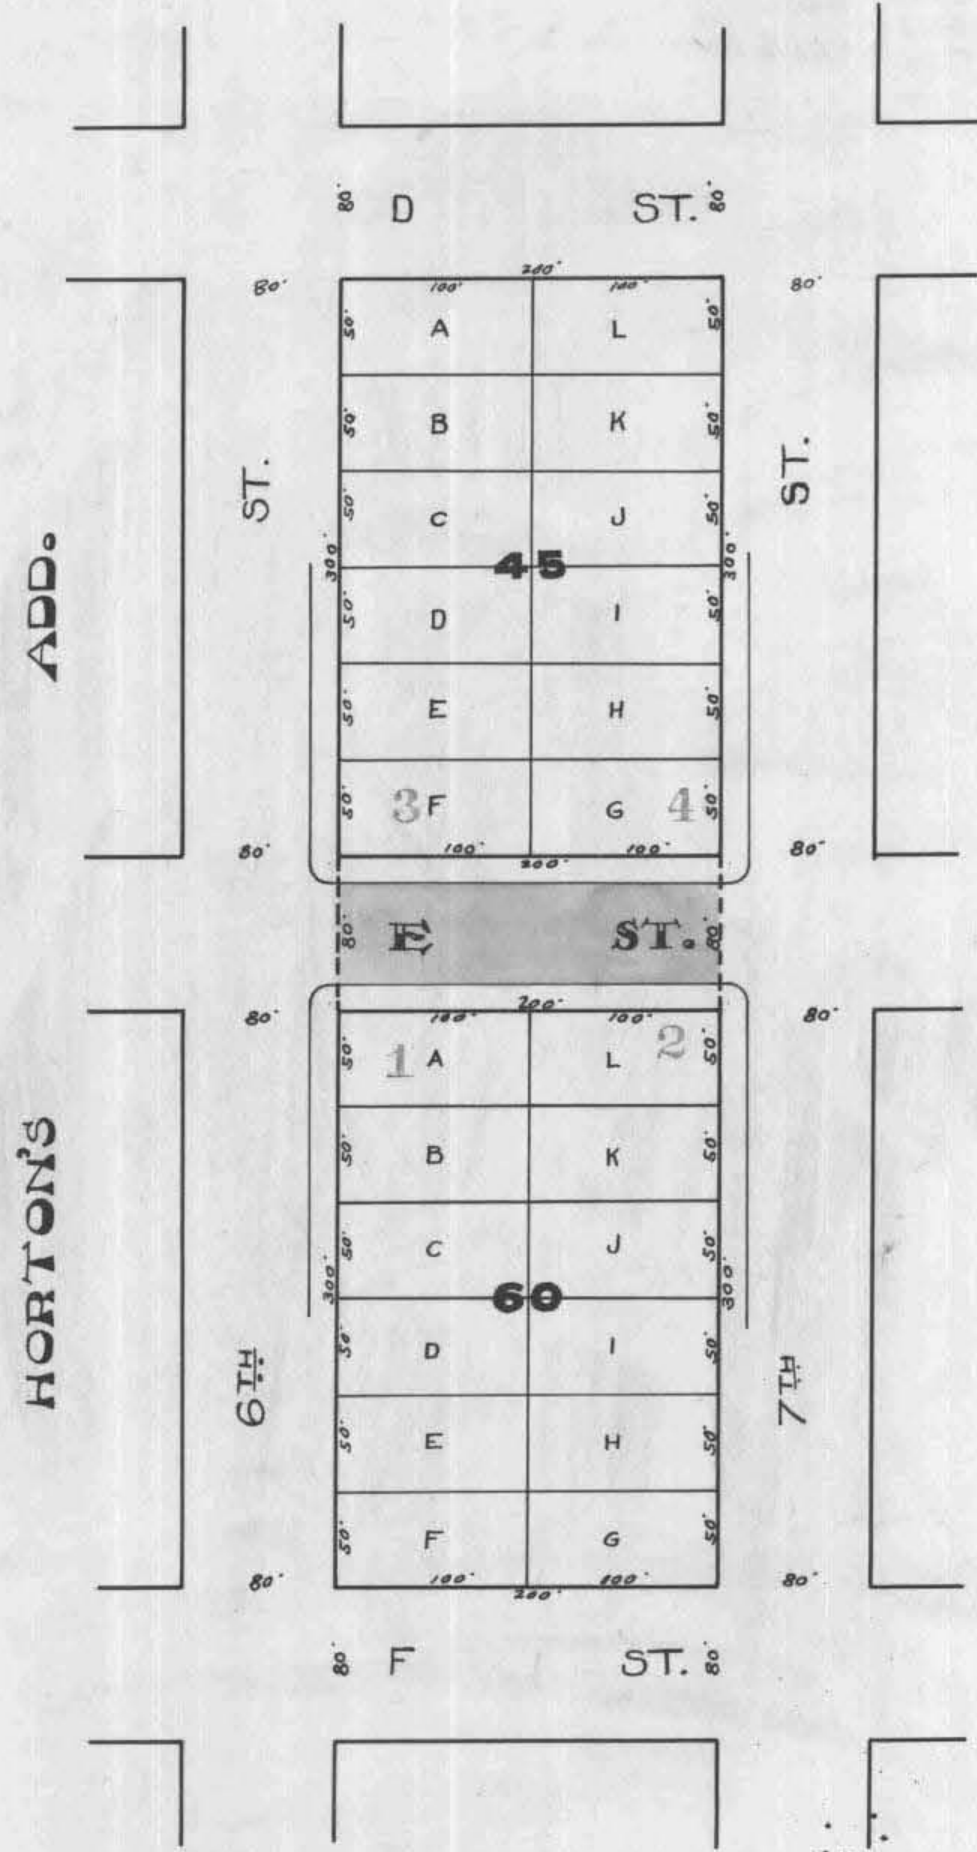 80' D ST. 80'
200'
80' 100' 100' 80'
50' A L 50'
50' B K 50'
ST. ST.
50' C J 50'
300' 45 300'
50' D I 50'
ADD.
50' E H 50'
50' 3 F G 4 50'
80' 100' 200' 100' 80'
80' E ST. 80'
200'
80' 100' 100' 80'
50' 1 A L 2 50'
50' B K 50'
HORTON'S
50' C J 50'
300' 60 300'
50' D I 50'
6TH 7TH
50' E H 50'
50' F G 50'
80' 100' 200' 100' 80'
80' F ST. 80'